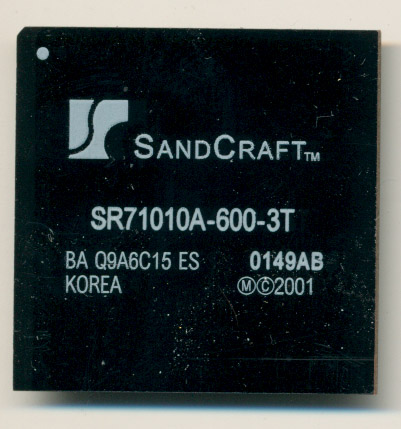 SANDCRAFT™
SR71010A-600-3T
BA Q9A6C15 ES 0149AB
KOREA ⓂⒸ2001